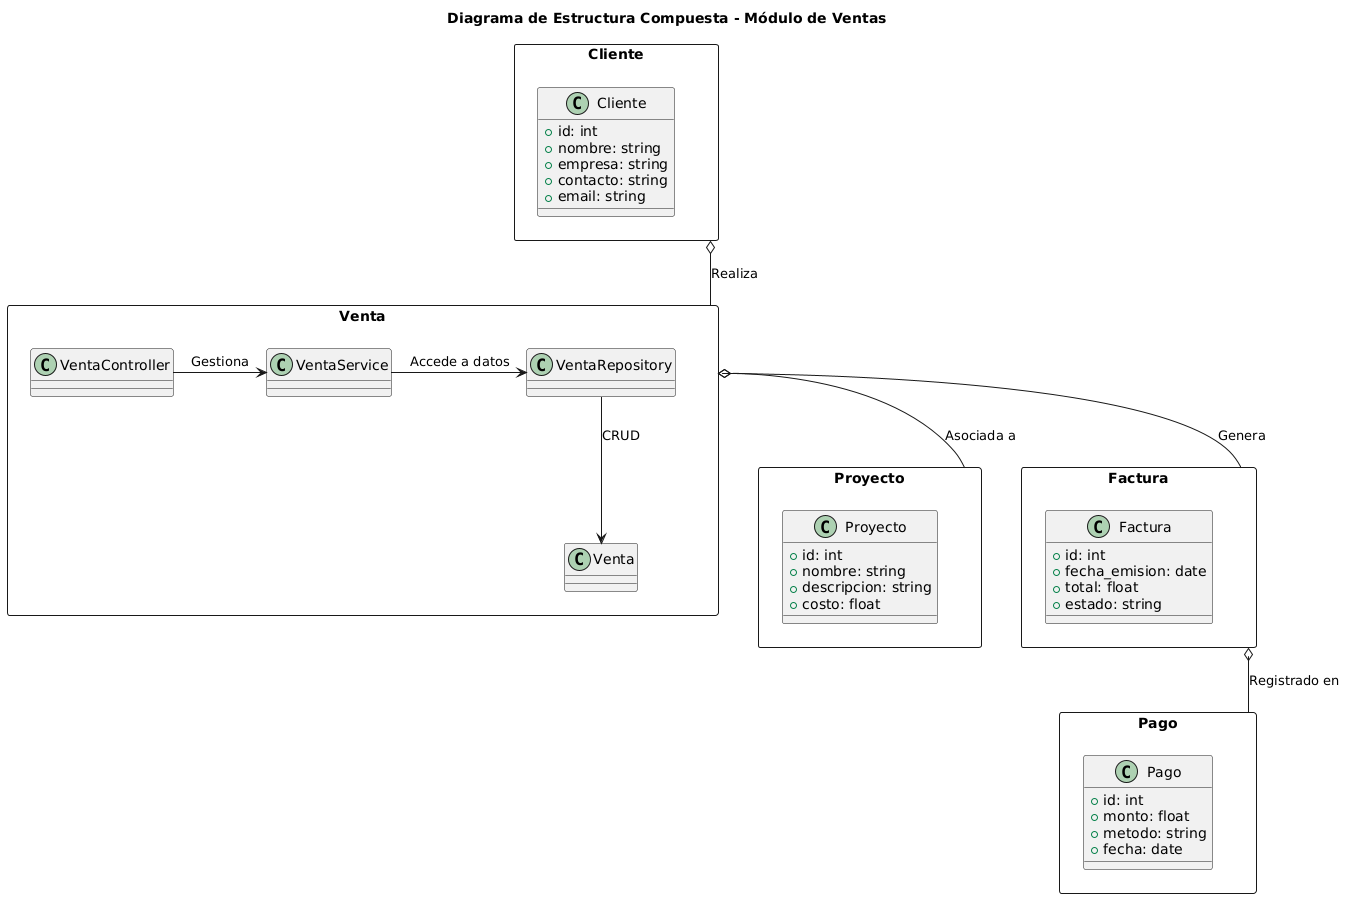 Diagrama de Estructura Compuesta - Módulo de Ventas
Cliente
C Cliente
id: int
nombre: string
empresa: string
contacto: string
email: string
Realiza
Venta
C VentaController
Gestiona
C VentaService
Accede a datos
C VentaRepository
CRUD
C Venta
Asociada a
Genera
Proyecto
C Proyecto
id: int
nombre: string
descripcion: string
costo: float
Factura
C Factura
id: int
fecha_emision: date
total: float
estado: string
Registrado en
Pago
C Pago
id: int
monto: float
metodo: string
fecha: date